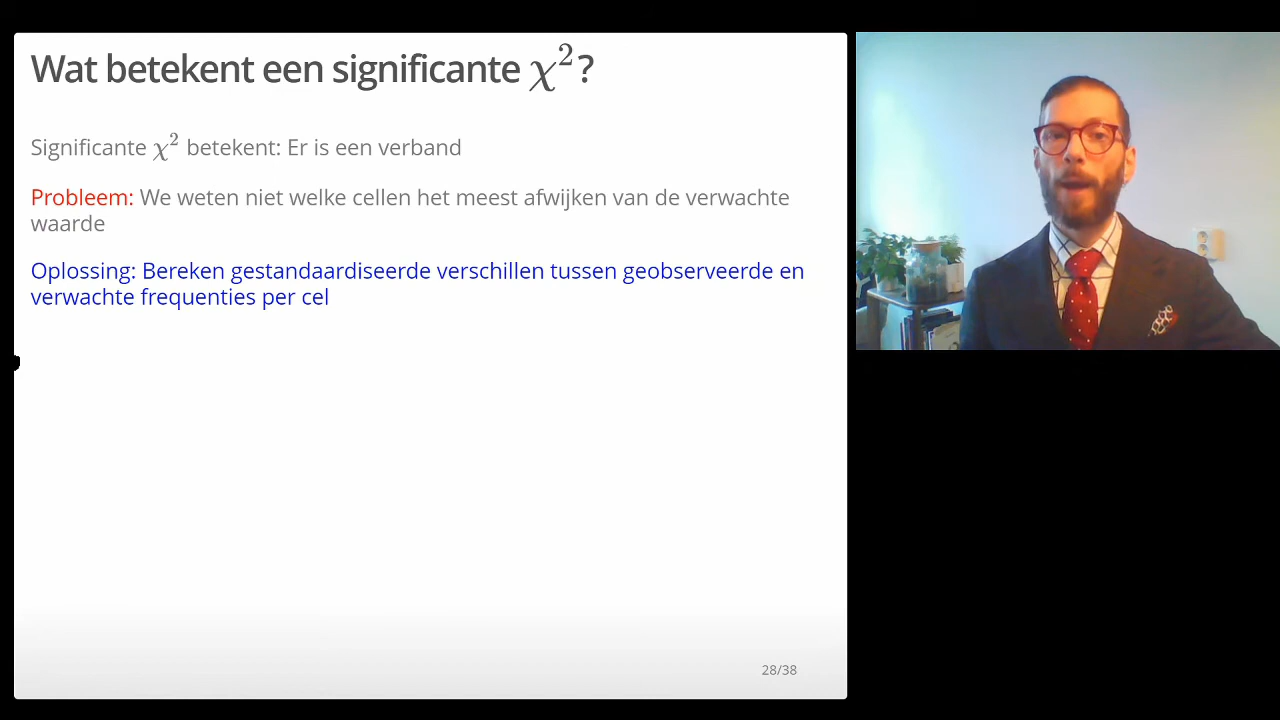 Wat betekent een significante χ²?
Significante χ² betekent: Er is een verband
Probleem: We weten niet welke cellen het meest afwijken van de verwachte
waarde
Oplossing: Bereken gestandaardiseerde verschillen tussen geobserveerde en
verwachte frequenties per cel
28/38